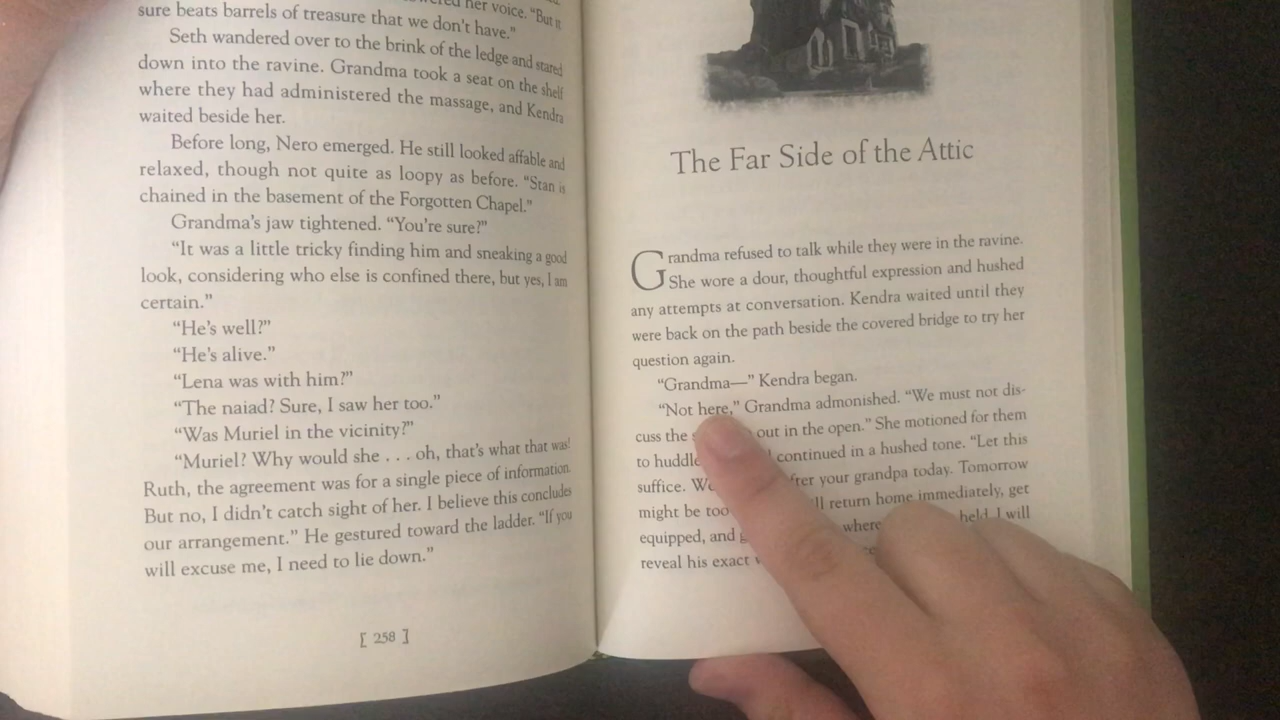 her voice. "But it
sure beats barrels of treasure that we don't have."
Seth wandered over to the brink of the ledge and stared
down into the ravine. Grandma took a seat on the shelf
where they had administered the massage, and Kendra
waited beside her.
Before long, Nero emerged. He still looked affable and
relaxed, though not quite as loopy as before. "Stan is
chained in the basement of the Forgotten Chapel."
Grandma's jaw tightened. "You're sure?"
"It was a little tricky finding him and sneaking a good
look, considering who else is confined there, but yes, I am
certain."
"He's well?"
"He's alive."
"Lena was with him?"
"The naiad? Sure, I saw her too."
"Was Muriel in the vicinity?"
"Muriel? Why would she . . . oh, that's what that was!
Ruth, the agreement was for a single piece of information.
But no, I didn't catch sight of her. I believe this concludes
our arrangement." He gestured toward the ladder. "If you
will excuse me, I need to lie down."
[ 258 ]
The Far Side of the Attic
Grandma refused to talk while they were in the ravine.
She wore a dour, thoughtful expression and hushed
any attempts at conversation. Kendra waited until they
were back on the path beside the covered bridge to try her
question again.
"Grandma—" Kendra began.
"Not here," Grandma admonished. "We must not dis-
cuss the out in the open." She motioned for them
to huddle continued in a hushed tone. "Let this
suffice. your grandpa today. Tomorrow
might be too return home immediately, get
equipped, and where held. I will
reveal his exact